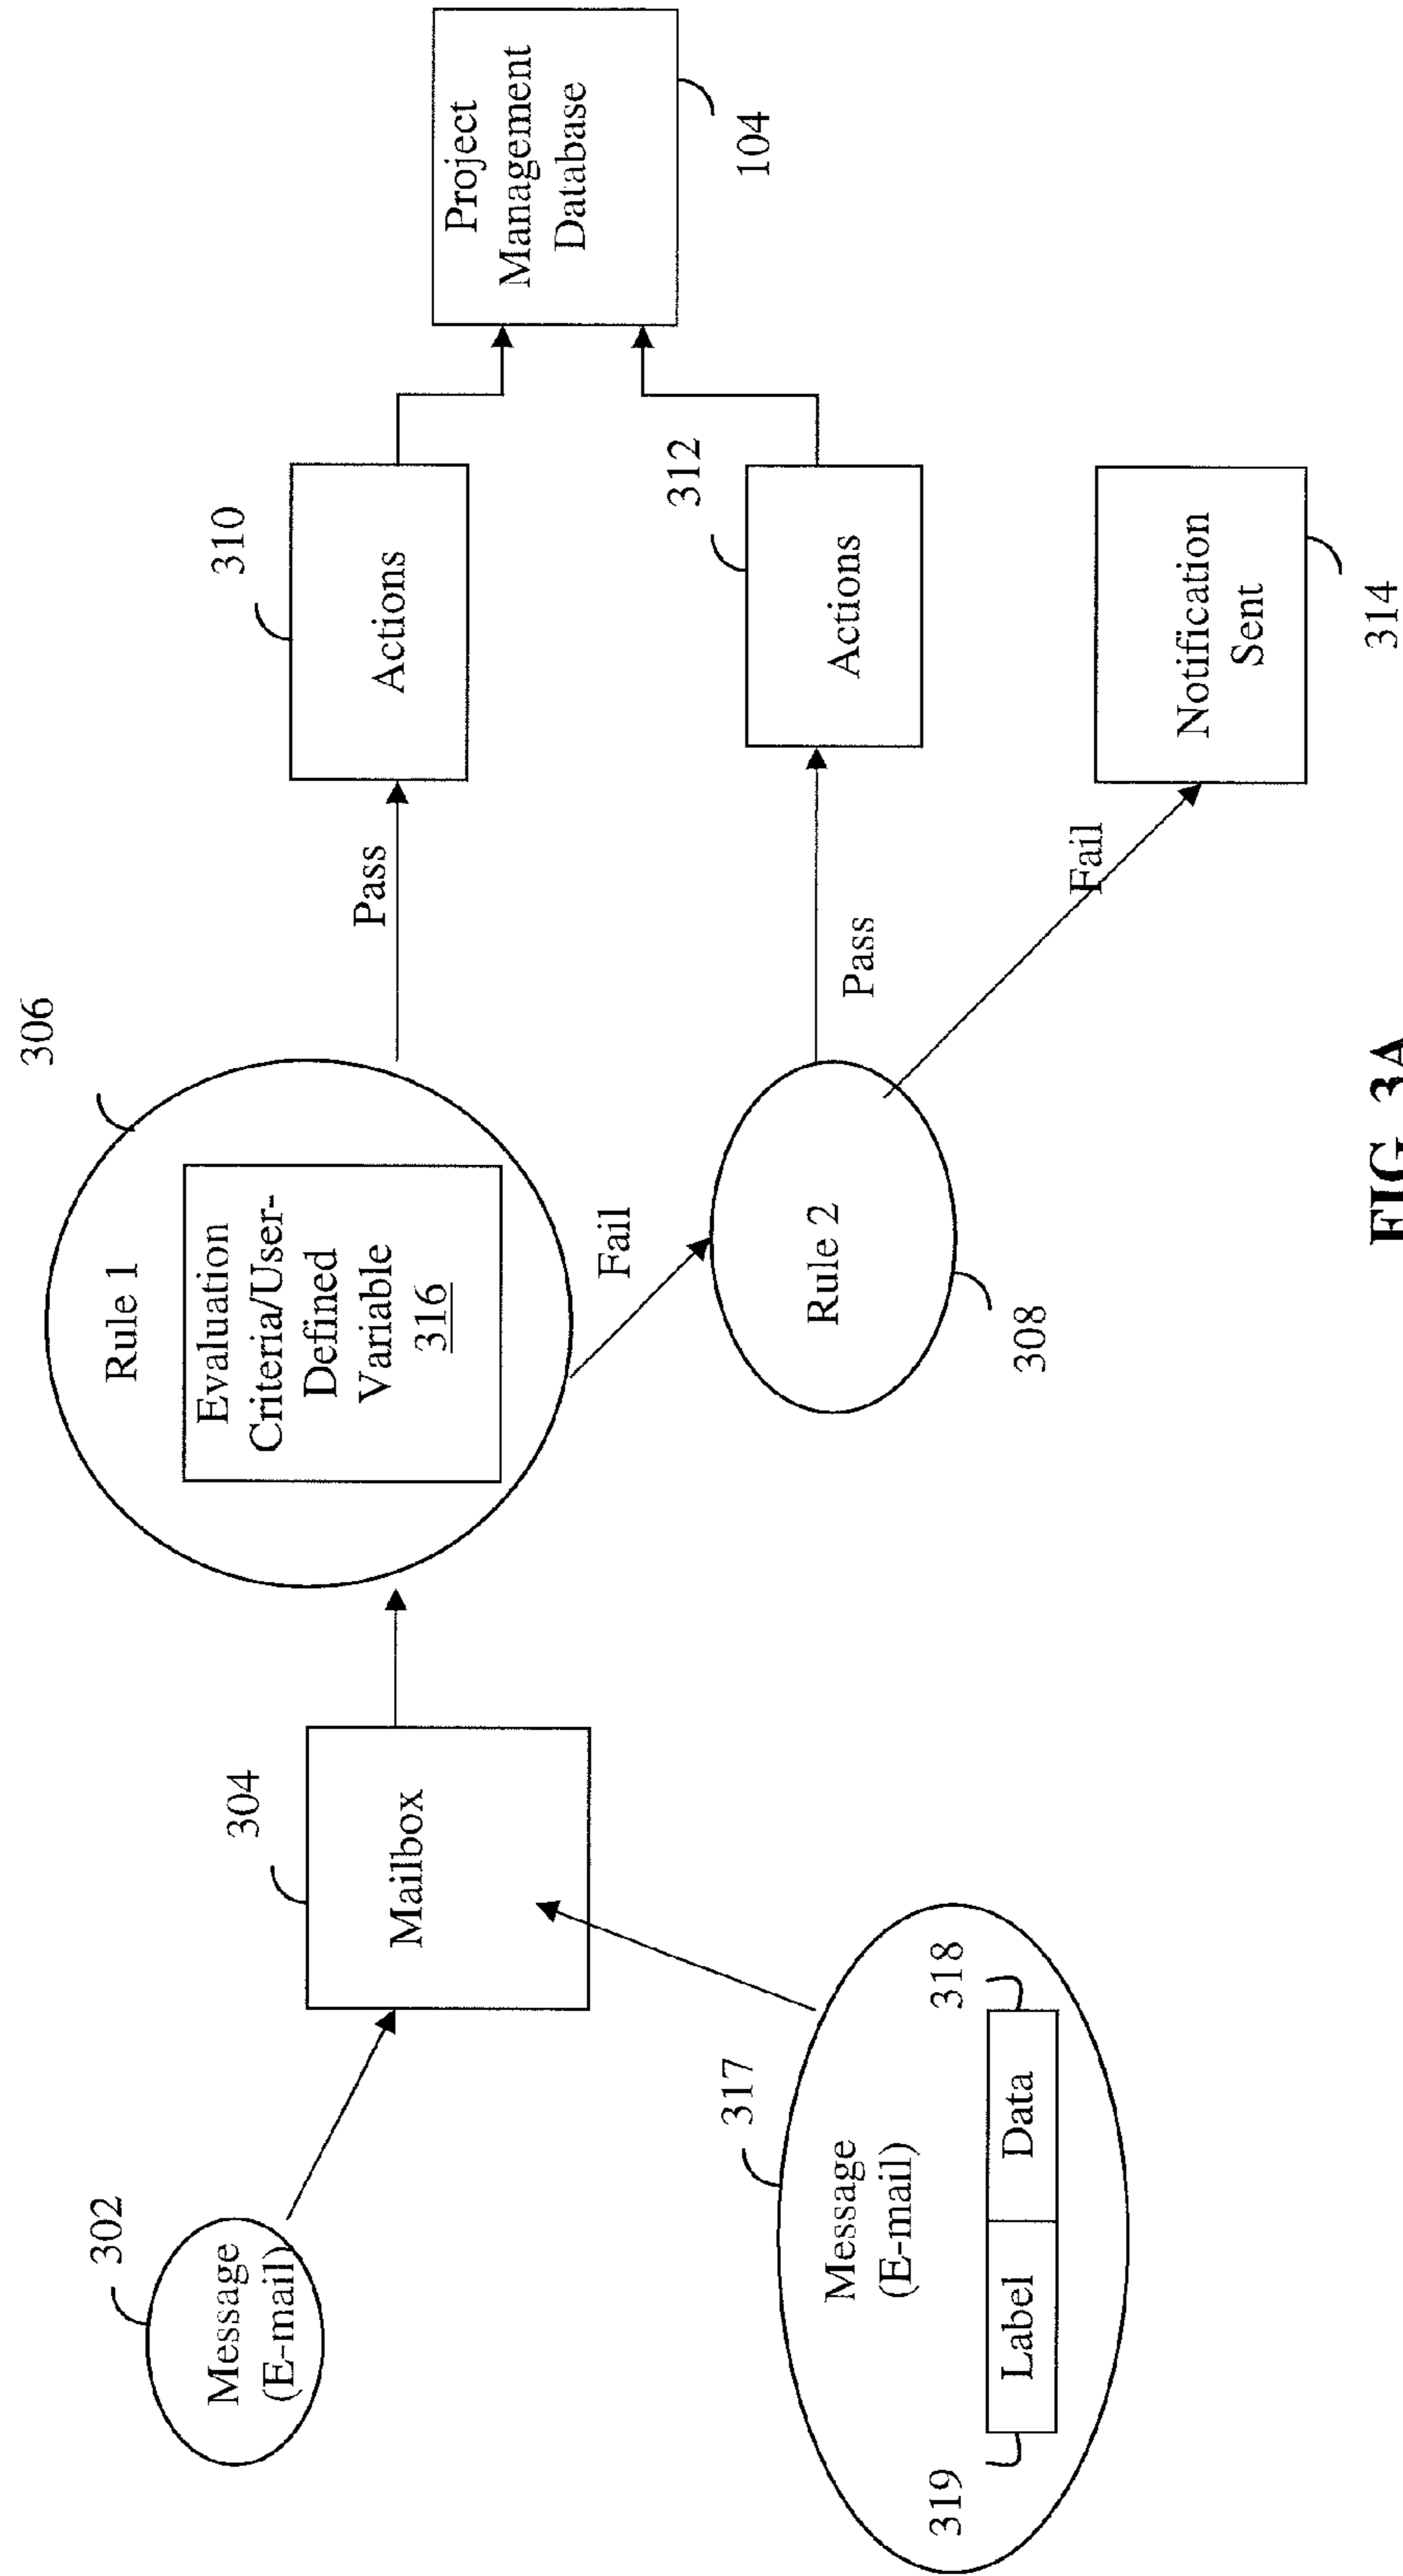 302
Message
(E-mail)
304
Mailbox
317
Message
(E-mail)
319
Label
Data
318
306
Rule 1
Evaluation
Criteria/User-
Defined
Variable
316
Pass
Fail
Rule 2
308
Pass
Fail
310
Actions
312
Actions
Notification
Sent
314
Project
Management
Database
104
FIG. 3A